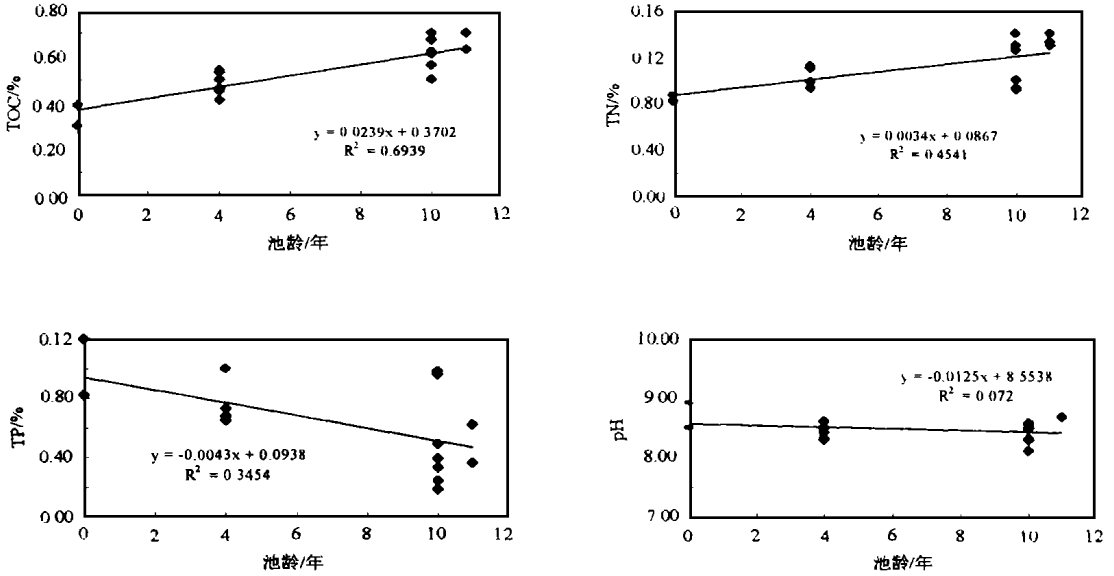 0.80
0.60
0.40
0.20
0.00
TOC/%
y = 0.0239x + 0.3702
R² = 0.6939
0 2 4 6 8 10 12
池龄/年
0.16
0.12
0.80
0.40
0.00
TN/%
y = 0.0034x + 0.0867
R² = 0.4541
0 2 4 6 8 10 12
池龄/年
0.12
0.80
0.40
0.00
TP/%
y = -0.0043x + 0.0938
R² = 0.3454
0 2 4 6 8 10 12
池龄/年
10.00
9.00
8.00
7.00
pH
y = -0.0125x + 8.5538
R² = 0.072
0 2 4 6 8 10 12
池龄/年